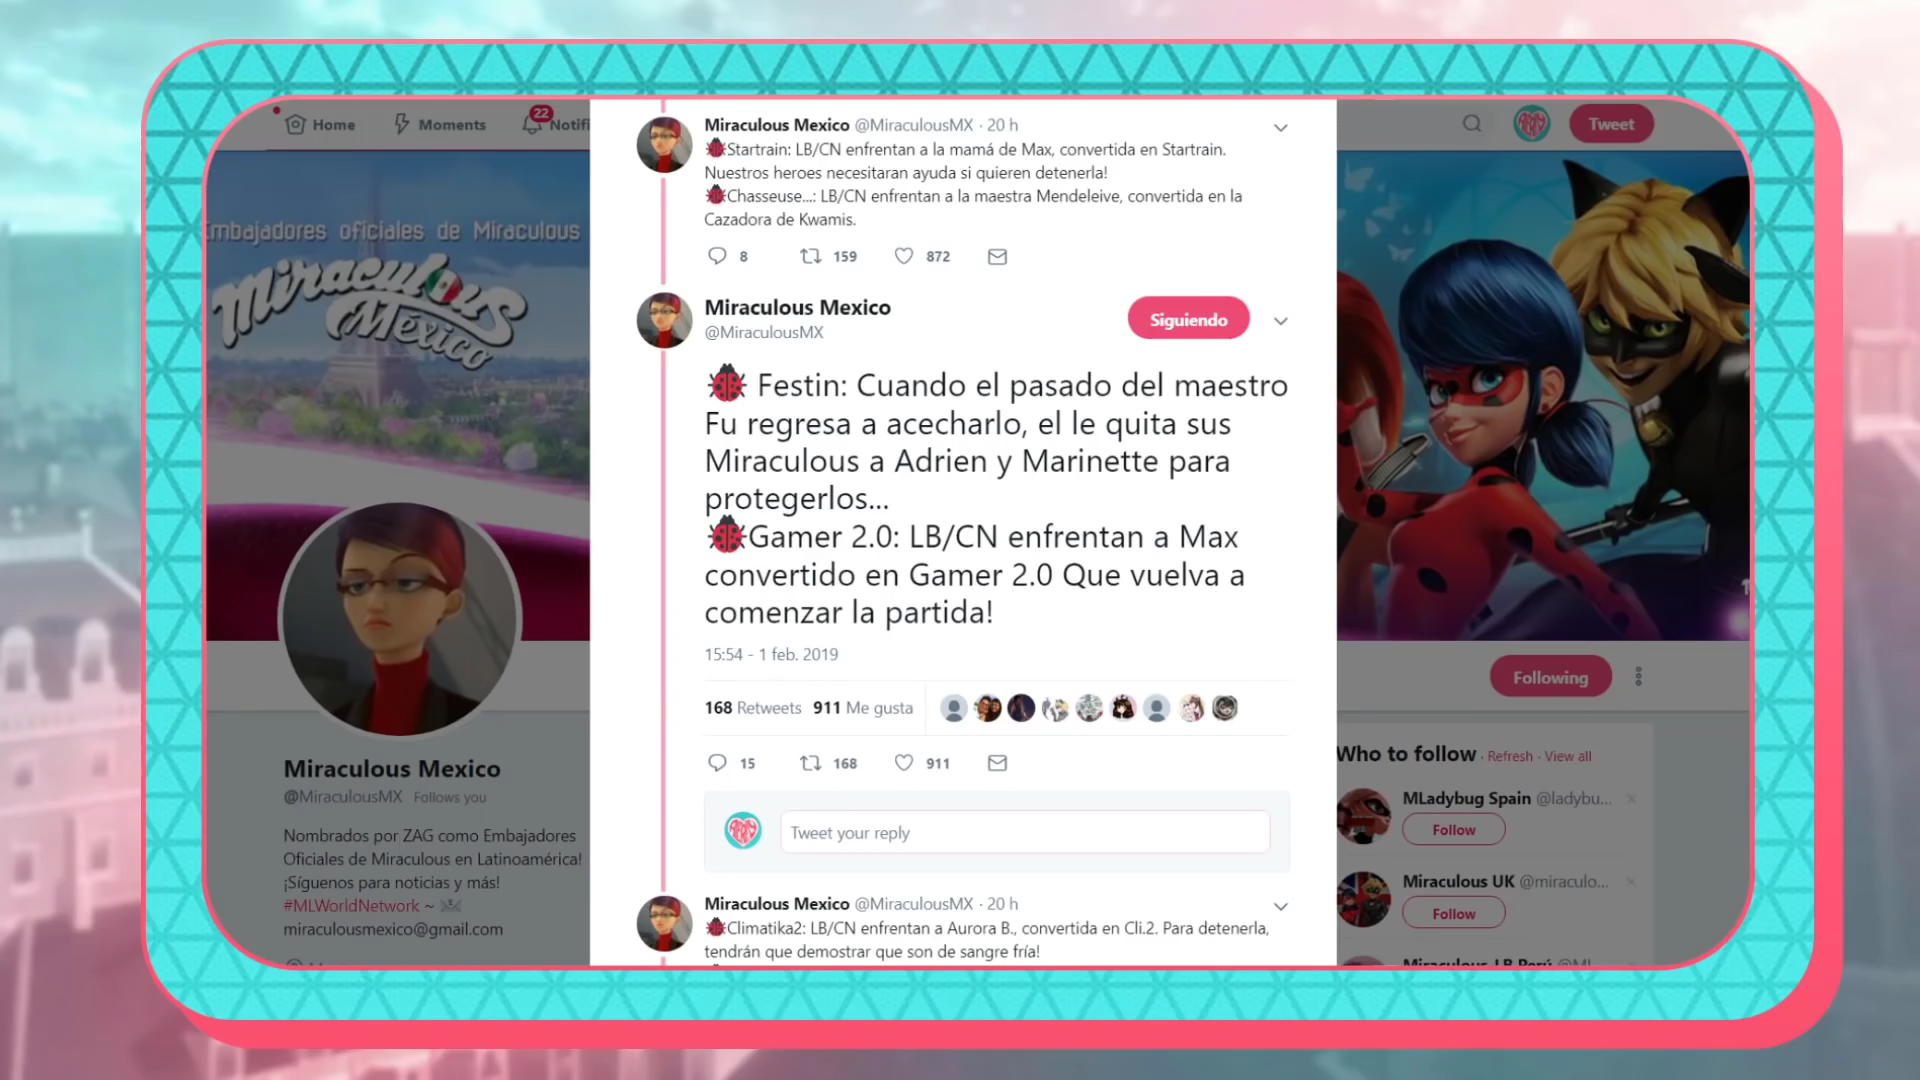 Home
Moments
22
Notifi
Tweet
Embajadores oficiales de Miraculous
Miraculous
México
Miraculous Mexico
@MiraculousMX Follows you
Nombrados por ZAG como Embajadores
Oficiales de Miraculous en Latinoamérica!
¡Síguenos para noticias y más!
#MLWorldNetwork ~
miraculousmexico@gmail.com
Miraculous Mexico @MiraculousMX · 20 h
Startrain: LB/CN enfrentan a la mamá de Max, convertida en Startrain.
Nuestros heroes necesitaran ayuda si quieren detenerla!
Chasseuse...: LB/CN enfrentan a la maestra Mendeleive, convertida en la
Cazadora de Kwamis.
8 159 872
Miraculous Mexico
@MiraculousMX
Siguiendo
Festin: Cuando el pasado del maestro
Fu regresa a acecharlo, el le quita sus
Miraculous a Adrien y Marinette para
protegerlos...
Gamer 2.0: LB/CN enfrentan a Max
convertido en Gamer 2.0 Que vuelva a
comenzar la partida!
15:54 - 1 feb. 2019
168 Retweets 911 Me gusta
15 168 911
Tweet your reply
Miraculous Mexico @MiraculousMX · 20 h
Climatika2: LB/CN enfrentan a Aurora B., convertida en Cli.2. Para detenerla,
tendrán que demostrar que son de sangre fría!
Following
Who to follow · Refresh · View all
MLadybug Spain @ladybu...
Follow
Miraculous UK @miraculo...
Follow
Miraculous LB Perú @ML